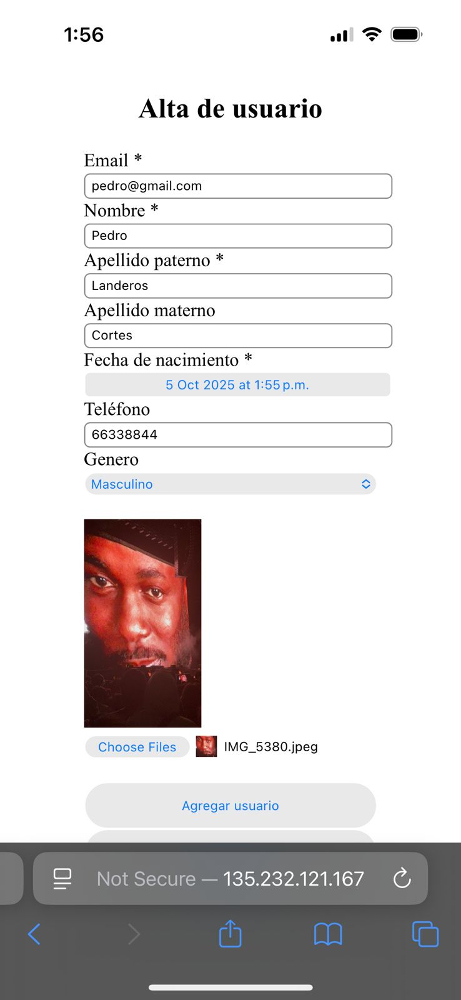 1:56
Alta de usuario
Email *
pedro@gmail.com
Nombre *
Pedro
Apellido paterno *
Landeros
Apellido materno
Cortes
Fecha de nacimiento *
5 Oct 2025 at 1:55 p.m.
Teléfono
66338844
Genero
Masculino
Choose Files IMG_5380.jpeg
Agregar usuario
Not Secure — 135.232.121.167